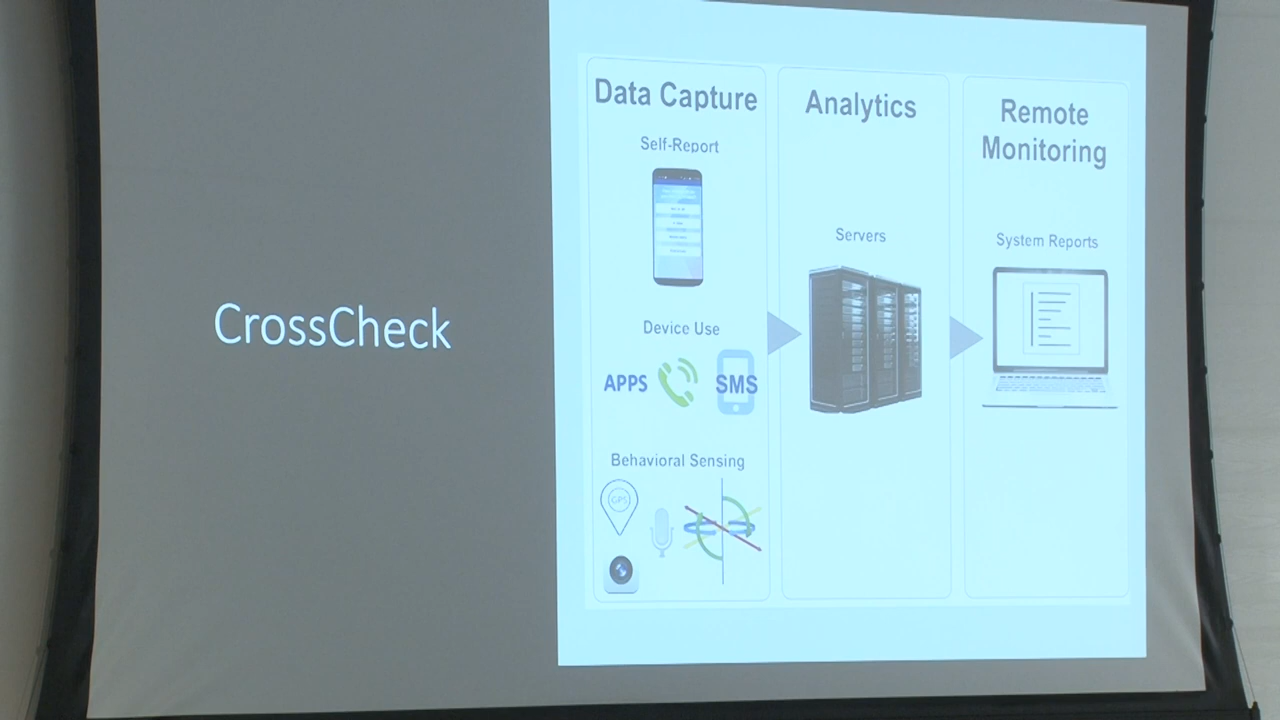 CrossCheck
Data Capture
Self-Report
Device Use
APPS
SMS
Behavioral Sensing
GPS
Analytics
Servers
Remote
Monitoring
System Reports